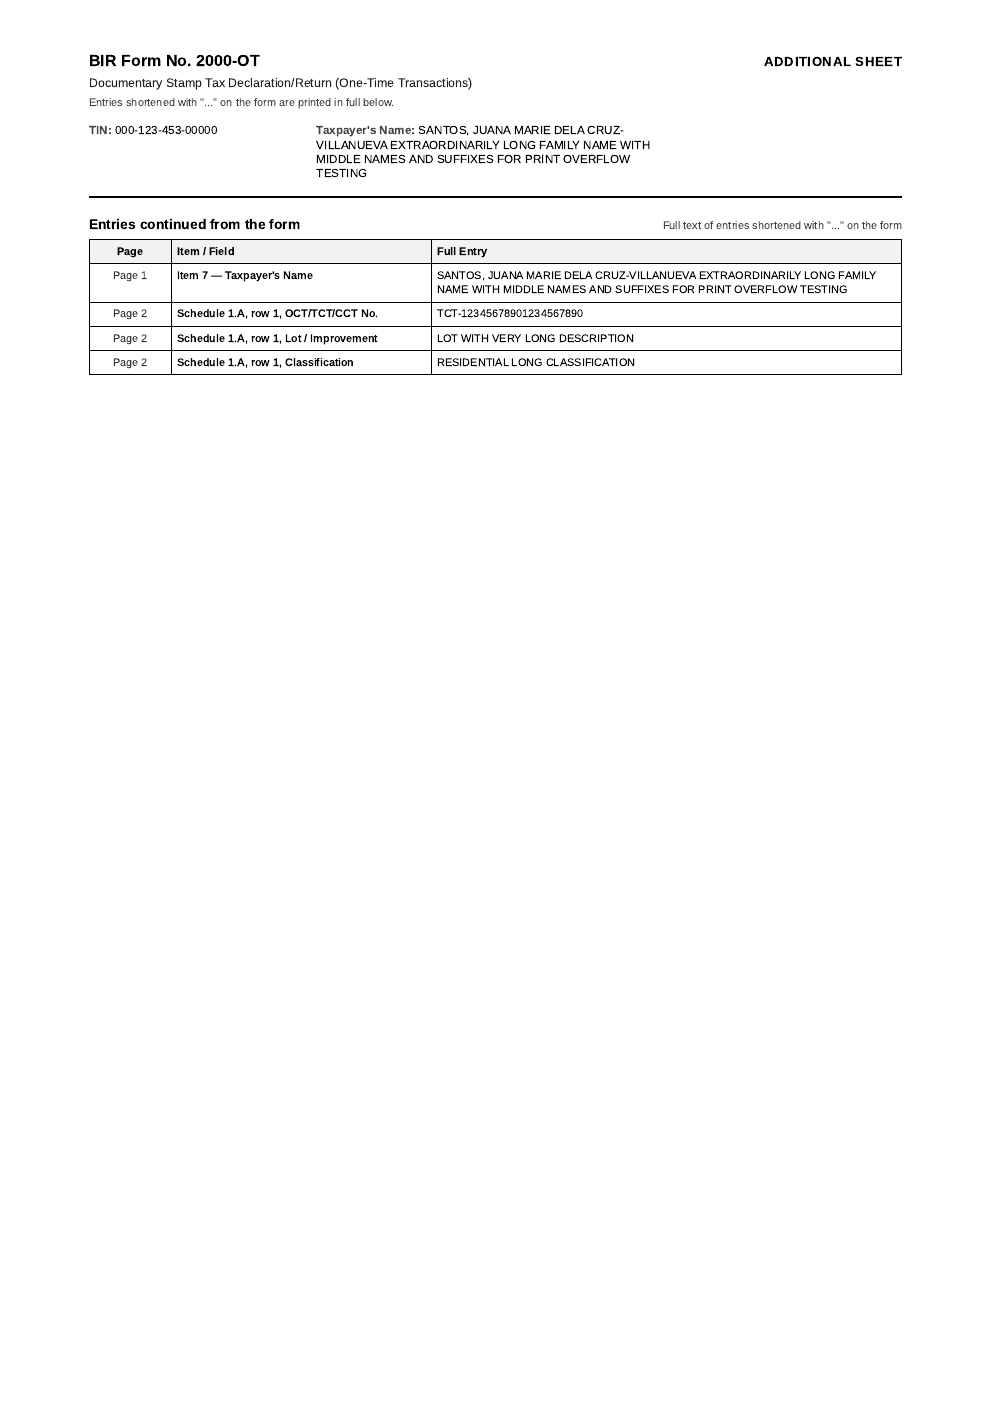 BIR Form No. 2000-OT
ADDITIONAL SHEET
Documentary Stamp Tax Declaration/Return (One-Time Transactions)
Entries shortened with "..." on the form are printed in full below.
TIN: 000-123-453-00000
Taxpayer's Name: SANTOS, JUANA MARIE DELA CRUZ-
VILLANUEVA EXTRAORDINARILY LONG FAMILY NAME WITH
MIDDLE NAMES AND SUFFIXES FOR PRINT OVERFLOW
TESTING
Entries continued from the form
Full text of entries shortened with "..." on the form
Page Item / Field Full Entry
Page 1 Item 7 — Taxpayer's Name SANTOS, JUANA MARIE DELA CRUZ-VILLANUEVA EXTRAORDINARILY LONG FAMILY
NAME WITH MIDDLE NAMES AND SUFFIXES FOR PRINT OVERFLOW TESTING
Page 2 Schedule 1.A, row 1, OCT/TCT/CCT No. TCT-12345678901234567890
Page 2 Schedule 1.A, row 1, Lot / Improvement LOT WITH VERY LONG DESCRIPTION
Page 2 Schedule 1.A, row 1, Classification RESIDENTIAL LONG CLASSIFICATION